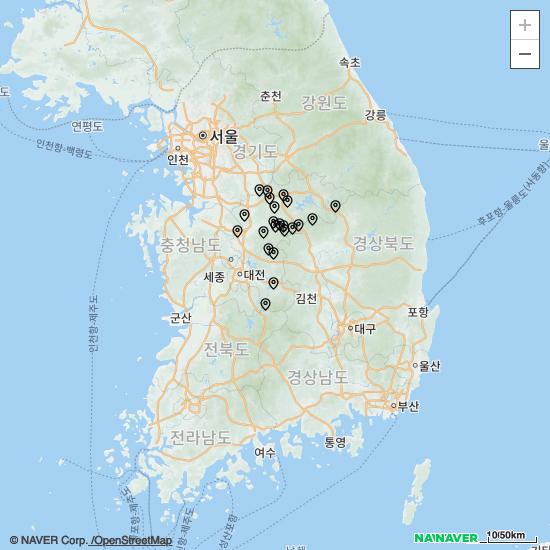 +
−
속초
춘천
강원도
강릉
도
연평도
서울
인천
경기도
인천항-백령도
울
후포항-울릉도(사동항)
충청남도
경상북도
세종
대전
김천
인천항-제주도
군산
포항
대구
전라북도
울산
경상남도
부산
전라남도
여수
통영
© NAVER Corp. /OpenStreetMap
NAVER
10/50km